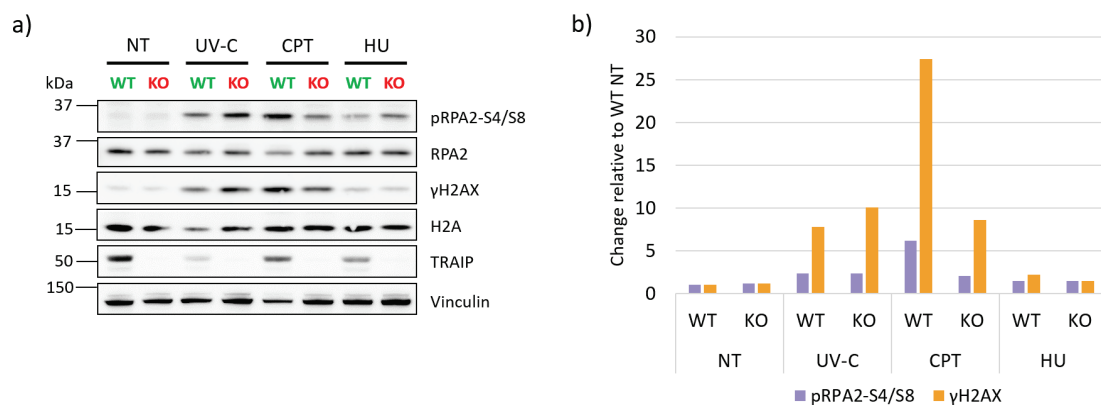 a)
NT UV-C CPT HU
kDa WT KO WT KO WT KO WT KO
37 pRPA2-S4/S8
37 RPA2
15 γH2AX
15 H2A
50 TRAIP
150 Vinculin
b)
Change relative to WT NT
30
25
20
15
10
5
0
WT KO WT KO WT KO WT KO
NT UV-C CPT HU
pRPA2-S4/S8 γH2AX